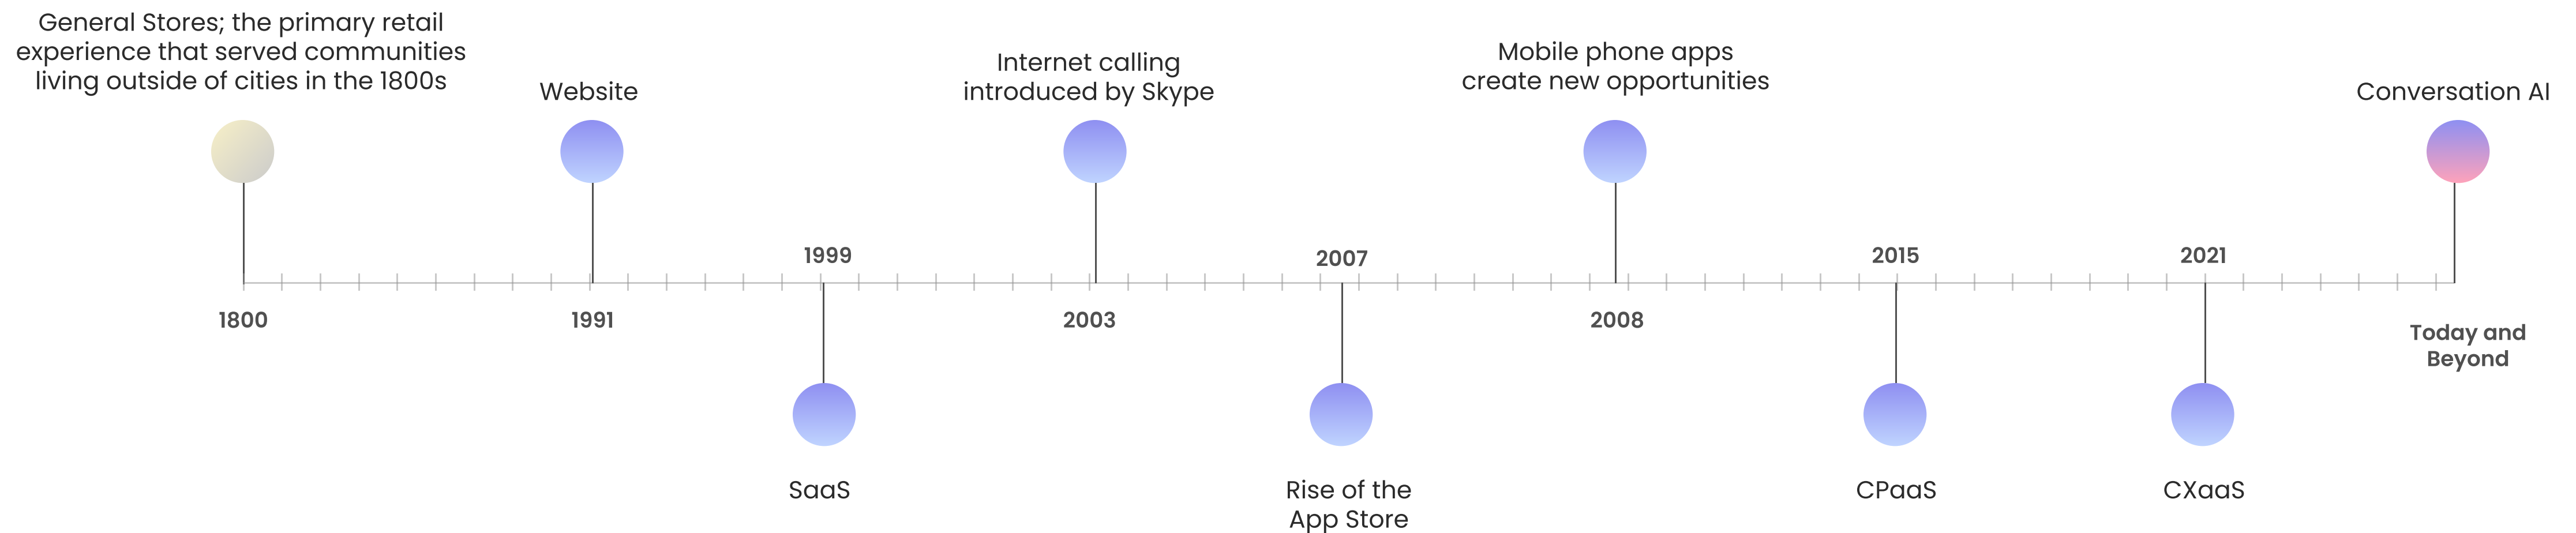 General Stores; the primary retail
experience that served communities
living outside of cities in the 1800s
1800
Website
1991
1999
SaaS
Internet calling
introduced by Skype
2003
2007
Rise of the
App Store
Mobile phone apps
create new opportunities
2008
2015
CPaaS
2021
CXaaS
Conversation AI
Today and
Beyond